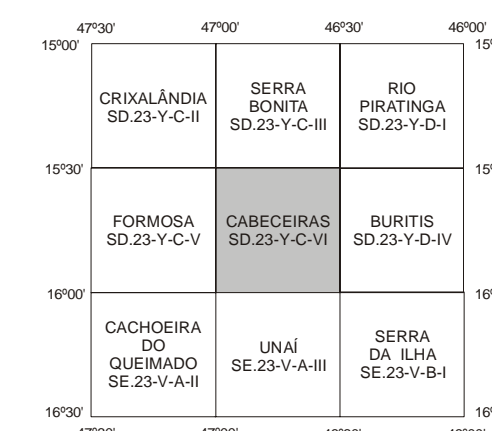 47º30' 47º00' 46º30' 46º00'
15º00'
CRIXALÂNDIA
SD.23-Y-C-II
SERRA
BONITA
SD.23-Y-C-III
RIO
PIRATINGA
SD.23-Y-D-I
15º30'
FORMOSA
SD.23-Y-C-V
CABECEIRAS
SD.23-Y-C-VI
BURITIS
SD.23-Y-D-IV
16º00'
CACHOEIRA
DO
QUEIMADO
SE.23-V-A-II
UNAÍ
SE.23-V-A-III
SERRA
DA ILHA
SE.23-V-B-I
16º30'